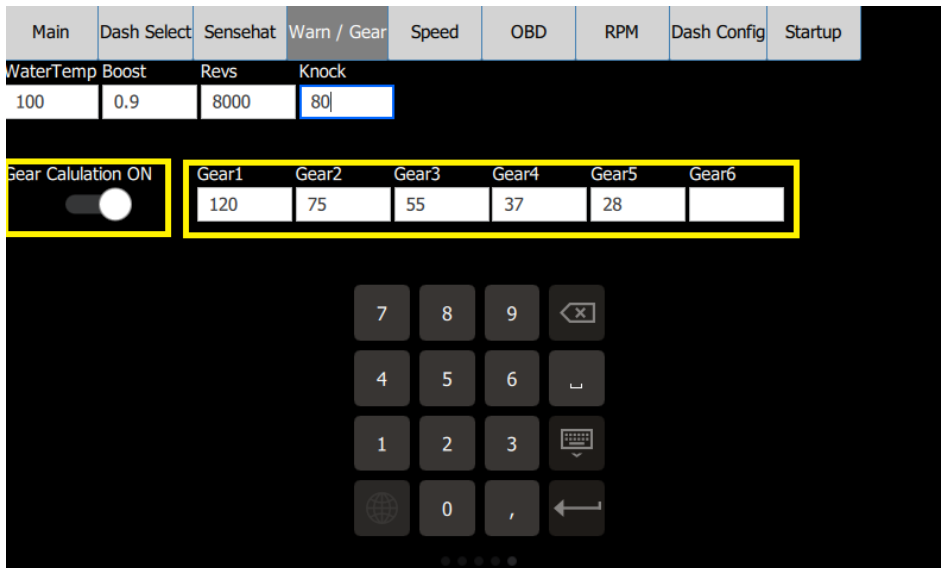 Main Dash Select Sensehat Warn / Gear Speed OBD RPM Dash Config Startup
WaterTemp Boost Revs Knock
100 0.9 8000 80
Gear Calulation ON Gear1 Gear2 Gear3 Gear4 Gear5 Gear6
120 75 55 37 28
7 8 9
4 5 6
1 2 3
0 ,